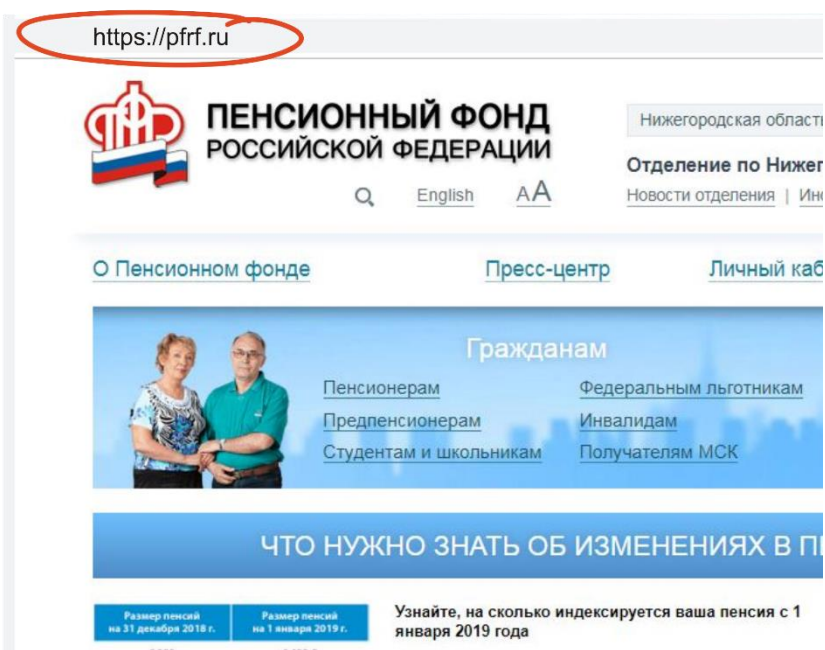 https://pfrf.ru
ПЕНСИОННЫЙ ФОНД
РОССИЙСКОЙ ФЕДЕРАЦИИ
English AA
Нижегородская область
Отделение по Нижег
Новости отделения | Ин
О Пенсионном фонде Пресс-центр Личный каб
Гражданам
Пенсионерам Федеральным льготникам
Предпенсионерам Инвалидам
Студентам и школьникам Получателям МСК
ЧТО НУЖНО ЗНАТЬ ОБ ИЗМЕНЕНИЯХ В П
Размер пенсий
на 31 декабря 2018 г.
Размер пенсий
на 1 января 2019 г.
Узнайте, на сколько индексируется ваша пенсия с 1
января 2019 года